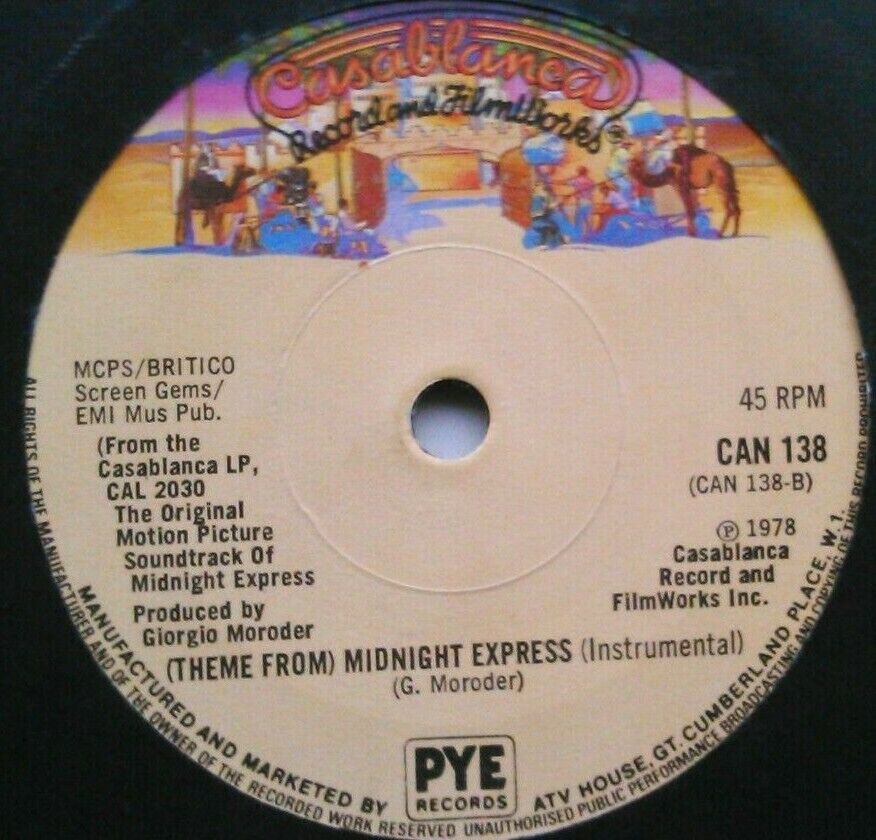 Casablanca
Record and FilmWorks
®
MCPS/BRITICO
Screen Gems/
EMI Mus Pub.
(From the
Casablanca LP,
CAL 2030
The Original
Motion Picture
Soundtrack Of
Midnight Express
Produced by
Giorgio Moroder
45 RPM
CAN 138
(CAN 138-B)
Ⓟ 1978
Casablanca
Record and
FilmWorks Inc.
(THEME FROM) MIDNIGHT EXPRESS (Instrumental)
(G. Moroder)
MANUFACTURED AND MARKETED BY
PYE
RECORDS
ATV HOUSE, GT. CUMBERLAND PLACE, W.1.
ALL RIGHTS OF THE MANUFACTURER AND OF THE OWNER OF THE RECORDED WORK RESERVED UNAUTHORISED PUBLIC PERFORMANCE BROADCASTING AND COPYING OF THIS RECORD PROHIBITED